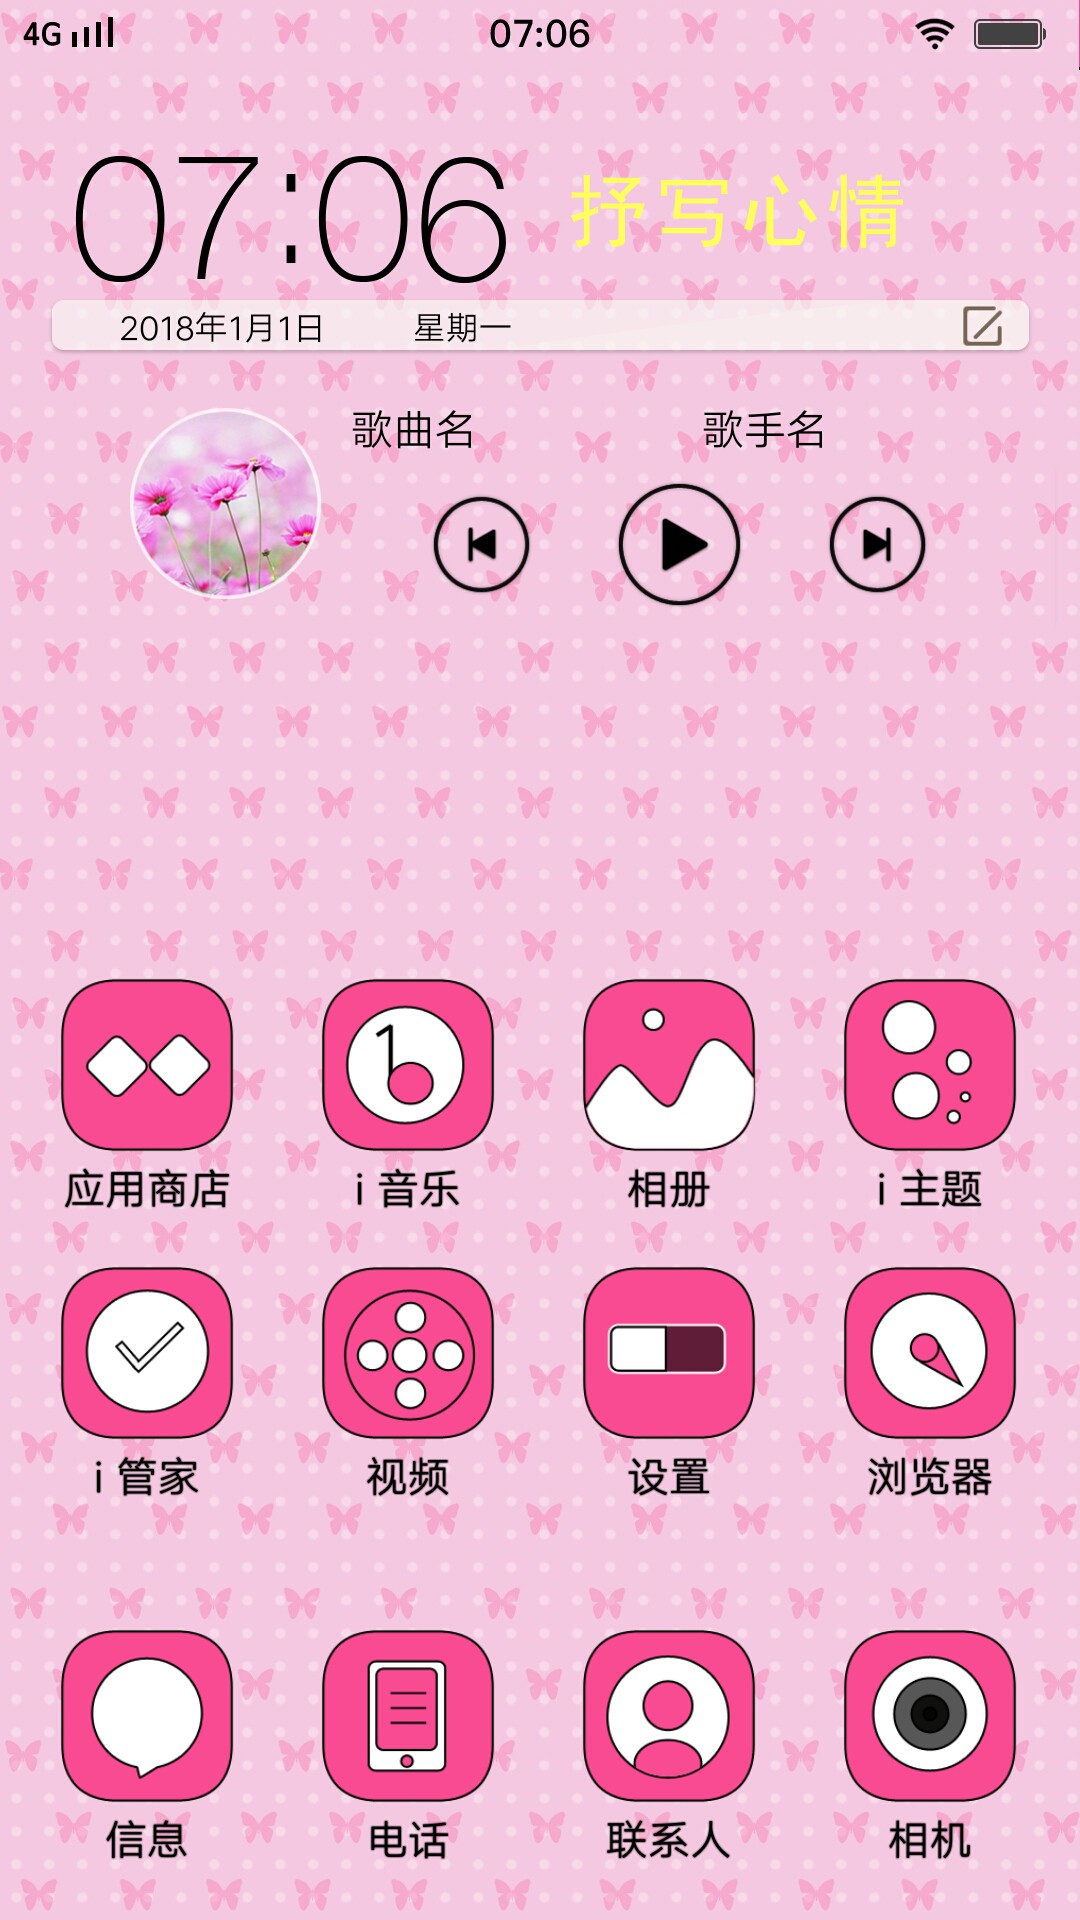 4G 07:06
07:06 抒写心情
2018年1月1日 星期一
歌曲名 歌手名
应用商店 i 音乐 相册 i 主题
i 管家 视频 设置 浏览器
信息 电话 联系人 相机